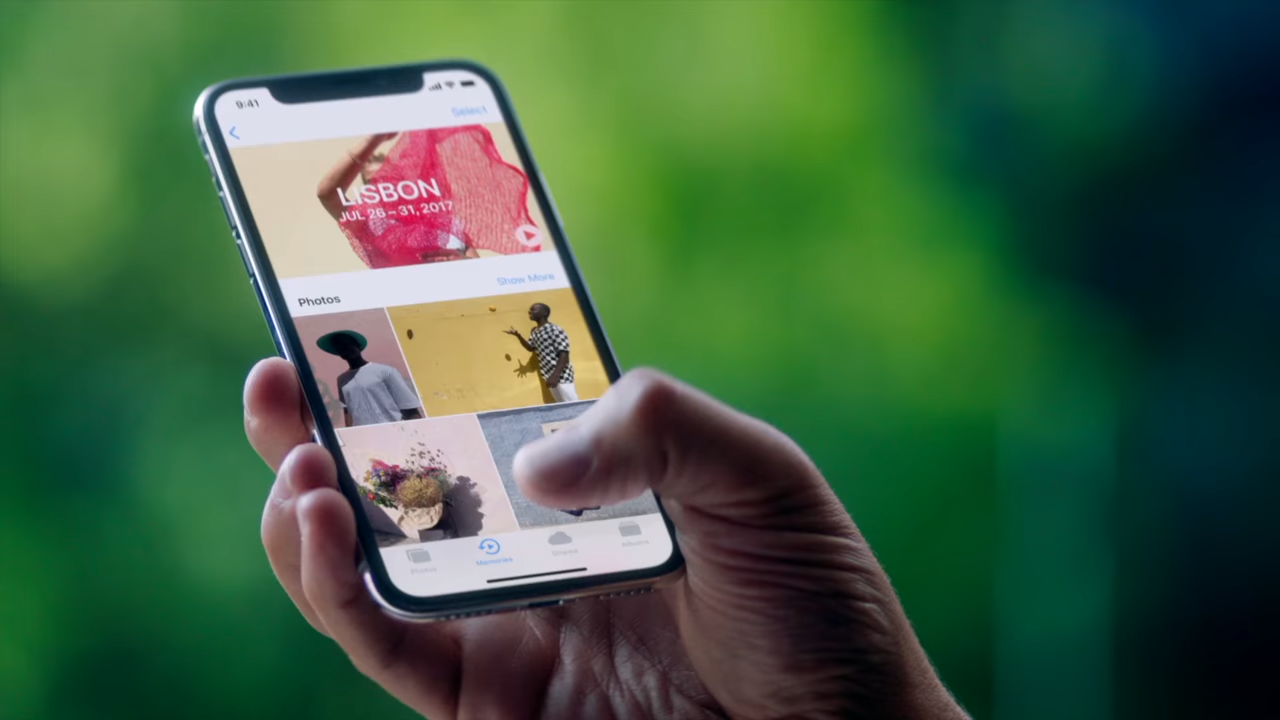 9:41
Select
LISBON
JUL 26 – 31, 2017
Show More
Photos
Photos
Memories
Shared
Albums